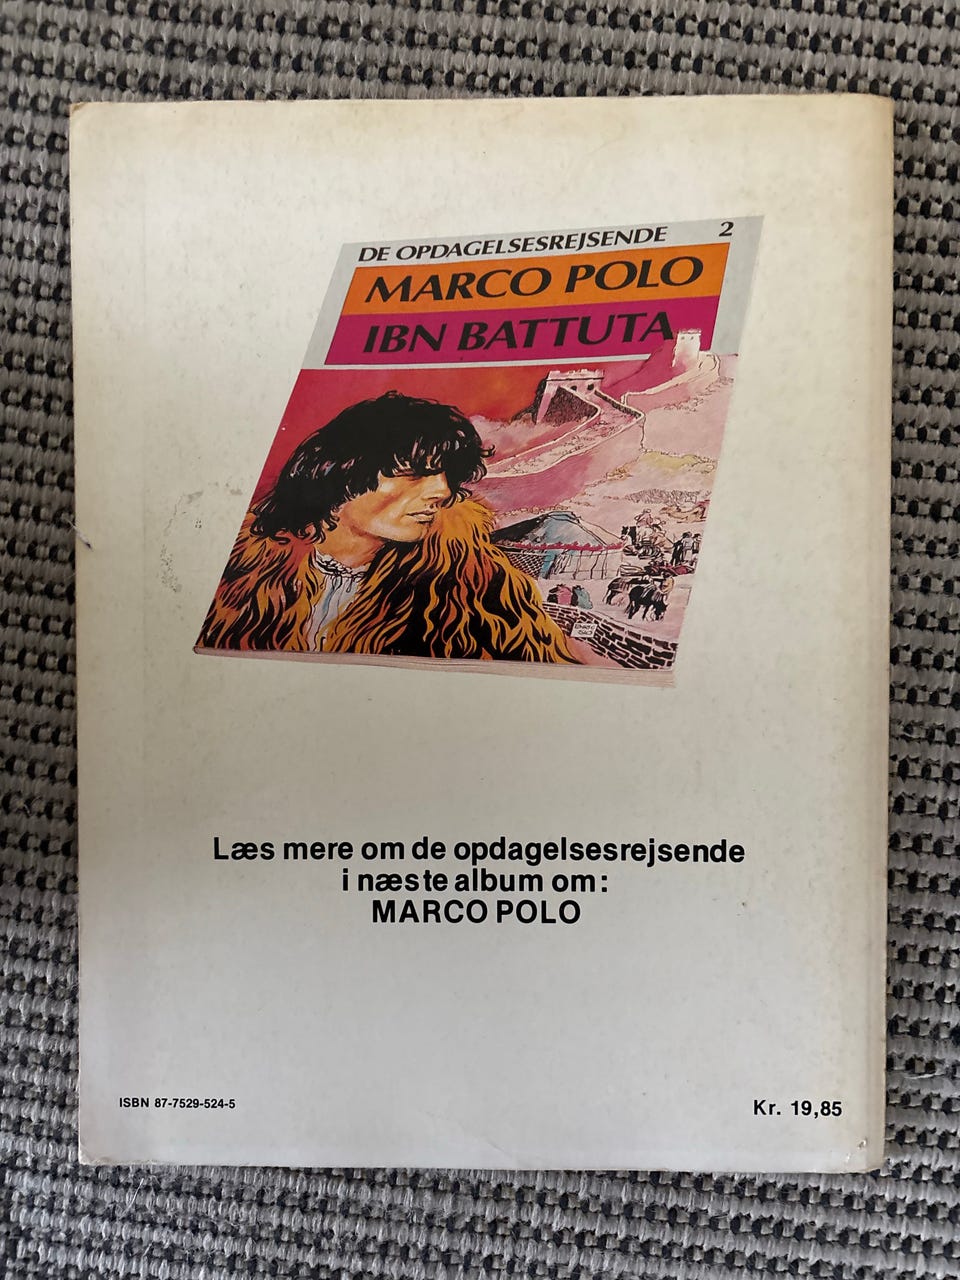 DE OPDAGELSESREJSENDE 2
MARCO POLO
IBN BATTUTA
Læs mere om de opdagelsesrejsende
i næste album om:
MARCO POLO
ISBN 87-7529-524-5
Kr. 19,85